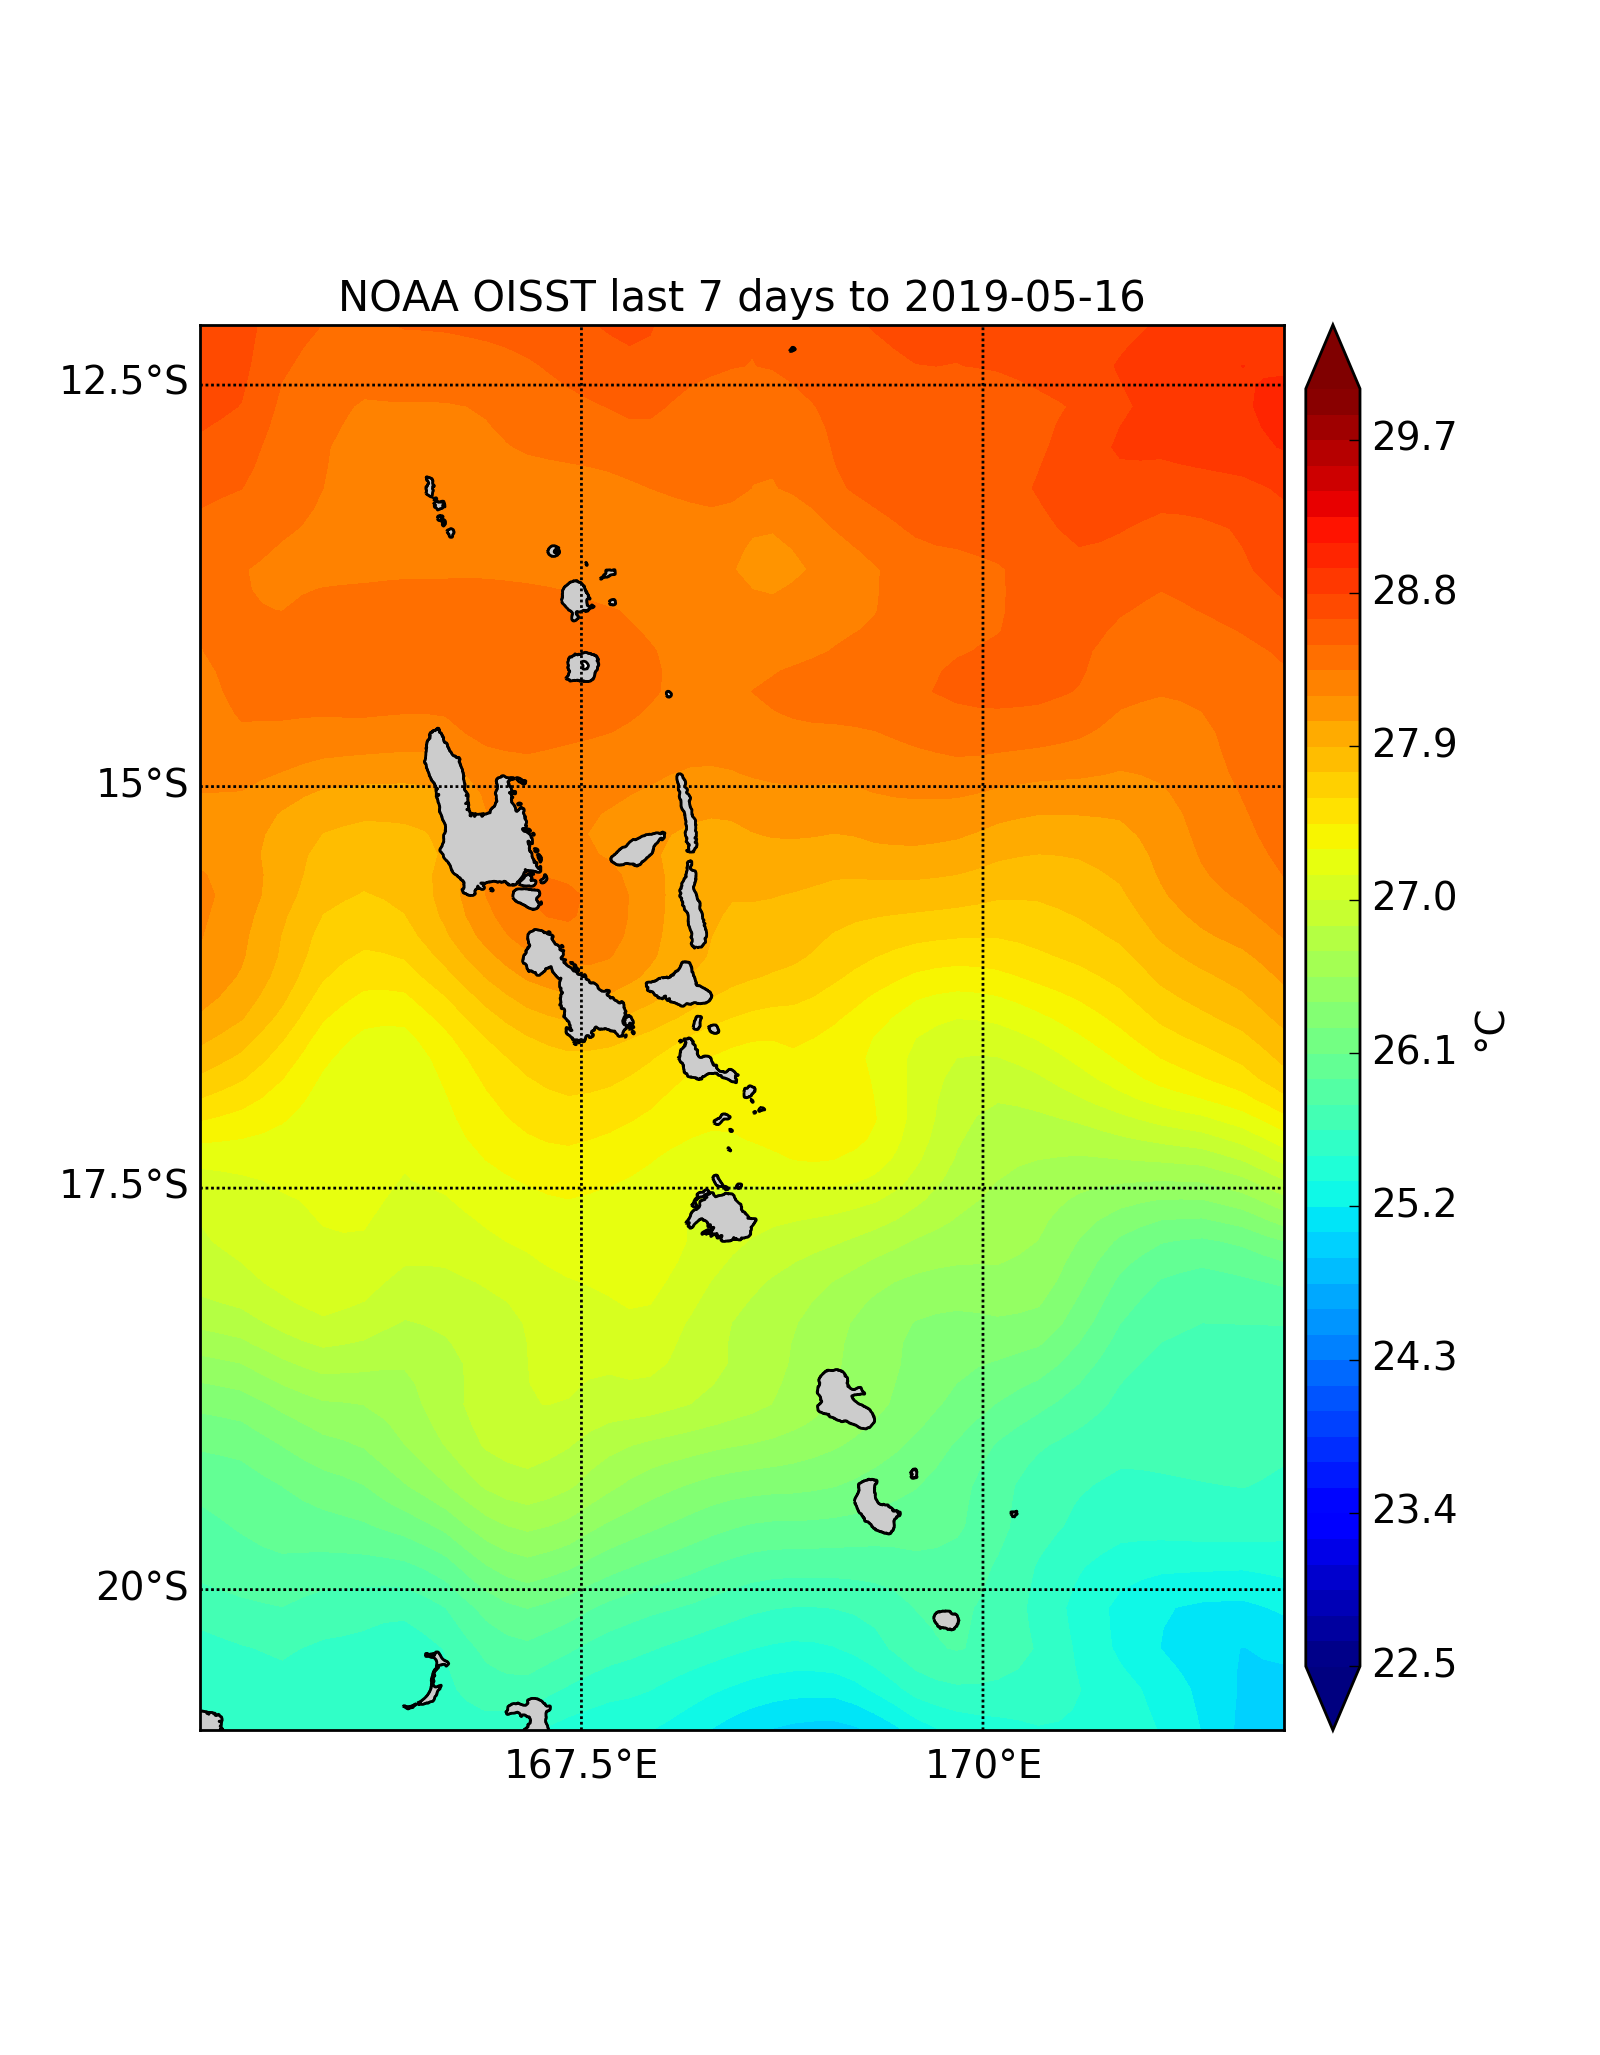 NOAA OISST last 7 days to 2019-05-16
12.5°S
15°S
17.5°S
20°S
167.5°E
170°E
29.7
28.8
27.9
27.0
26.1
25.2
24.3
23.4
22.5
°C